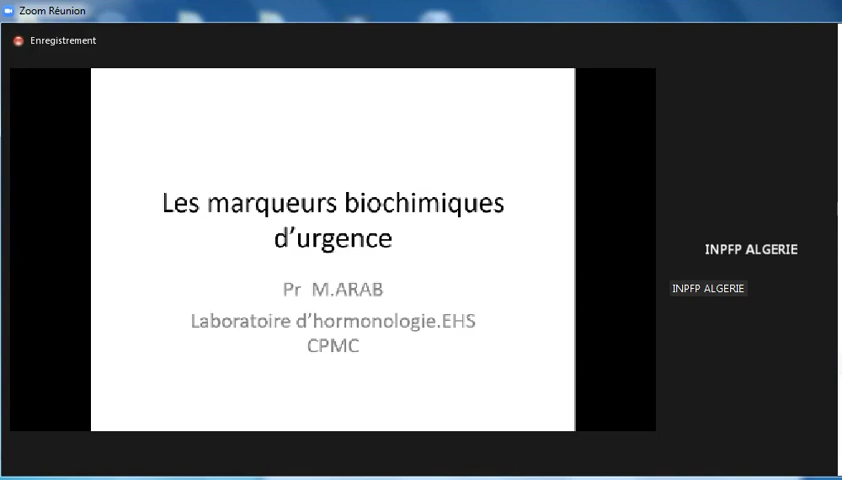 Zoom Réunion
Enregistrement
Les marqueurs biochimiques
d'urgence
Pr M.ARAB
Laboratoire d'hormonologie.EHS
CPMC
INPFP ALGERIE
INPFP ALGERIE